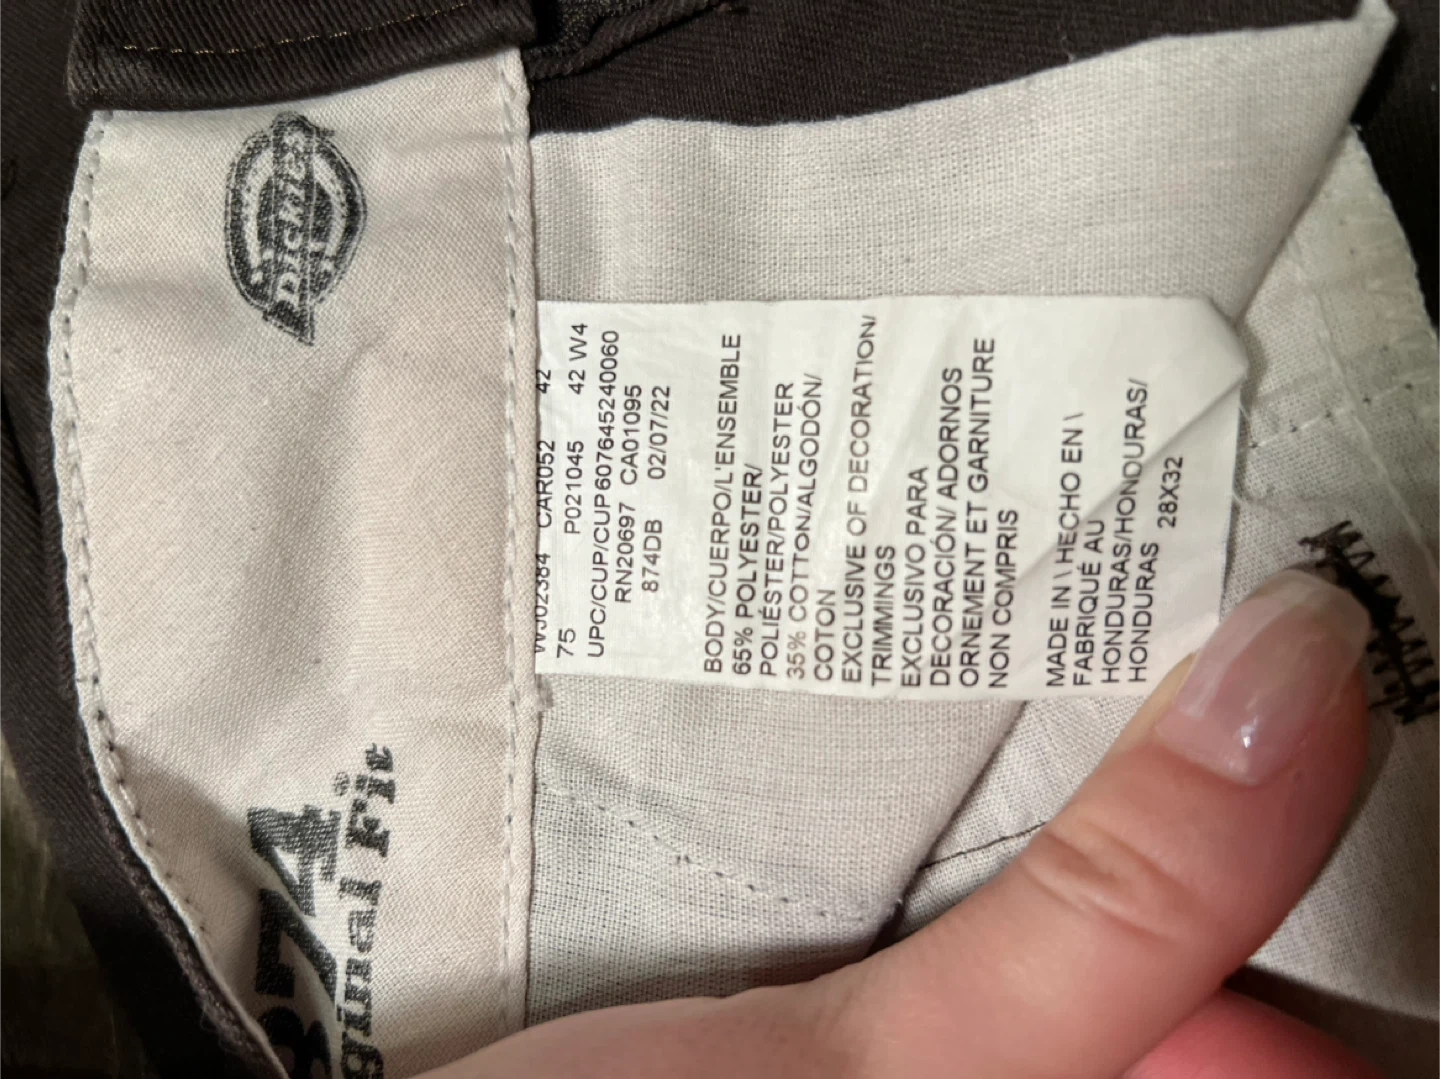 Dickies
874®
Original Fit
WJ02384 CAR052 42
75 P021045 42 W4
UPC/CUP/CUP607645240060
RN20697 CA01095
874DB 02/07/22
BODY/CUERPO/L'ENSEMBLE
65% POLYESTER/
POLIÉSTER/POLYESTER
35% COTTON/ALGODÓN/
COTON
EXCLUSIVE OF DECORATION/
TRIMMINGS
EXCLUSIVO PARA
DECORACIÓN/ ADORNOS
ORNEMENT ET GARNITURE
NON COMPRIS
MADE IN \ HECHO EN \
FABRIQUÉ AU
HONDURAS/HONDURAS/
HONDURAS 28X32